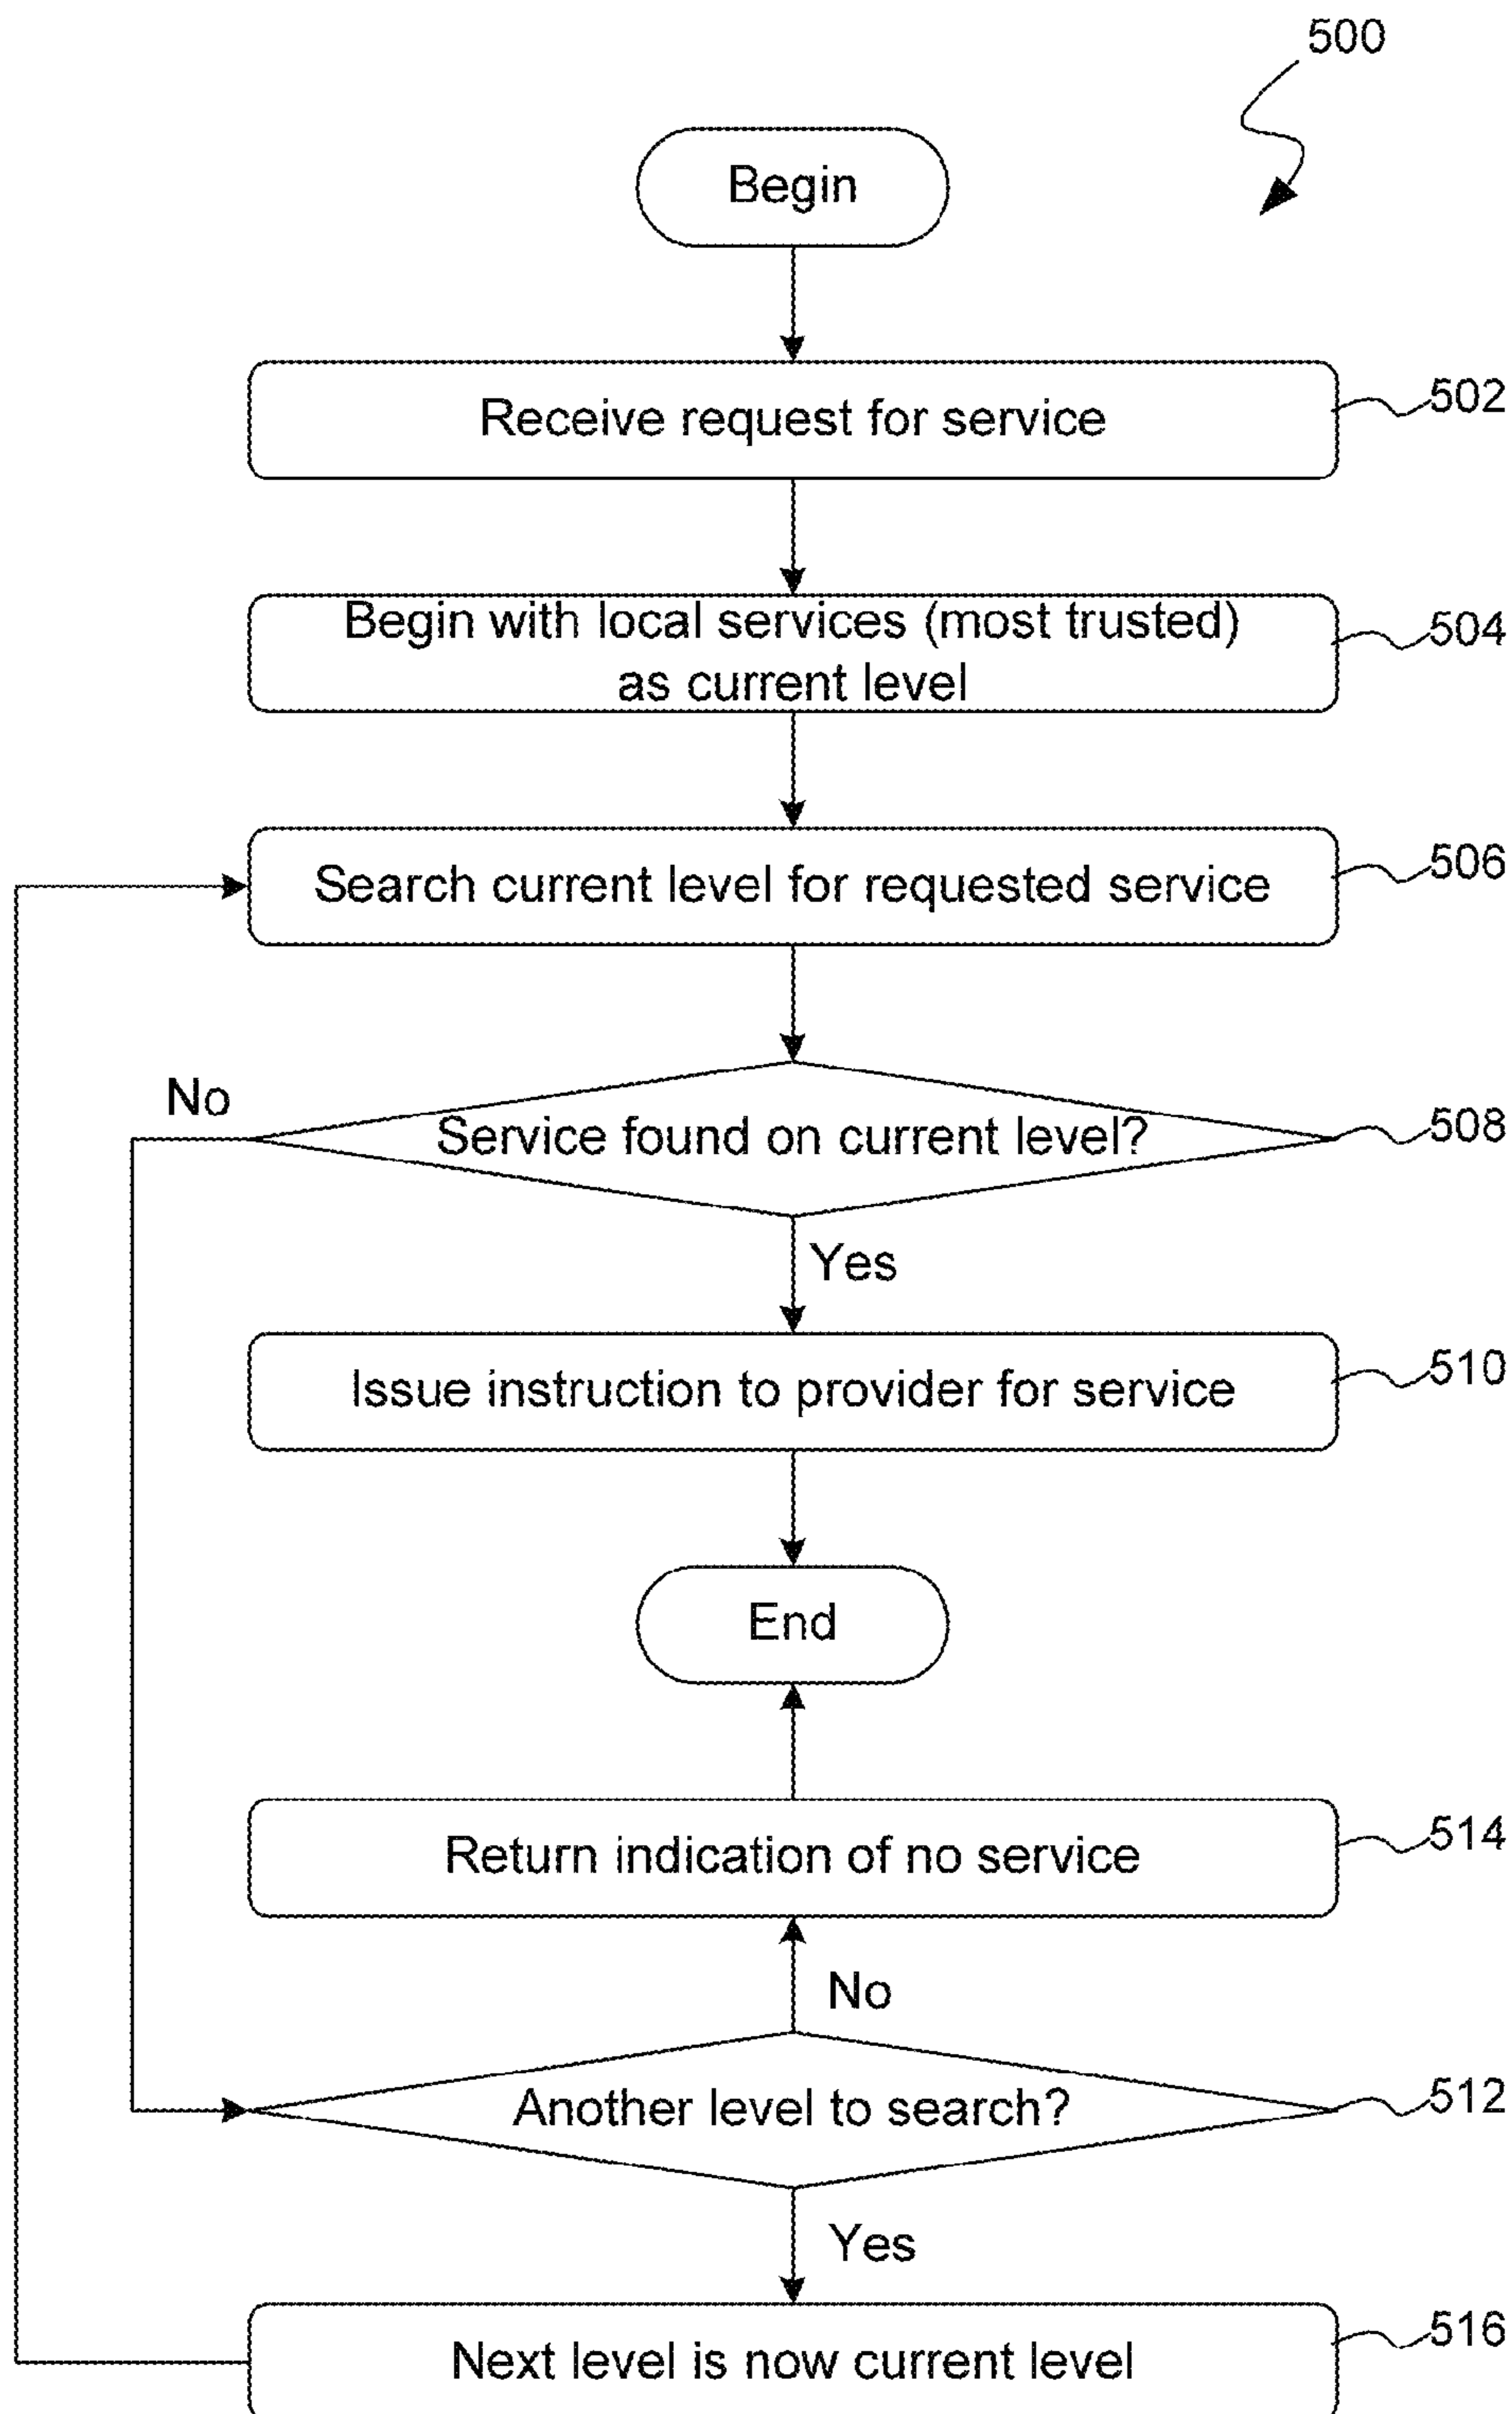 500
Begin
Receive request for service
502
Begin with local services (most trusted)
as current level
504
Search current level for requested service
506
No
Service found on current level?
508
Yes
Issue instruction to provider for service
510
End
Return indication of no service
514
No
Another level to search?
512
Yes
Next level is now current level
516